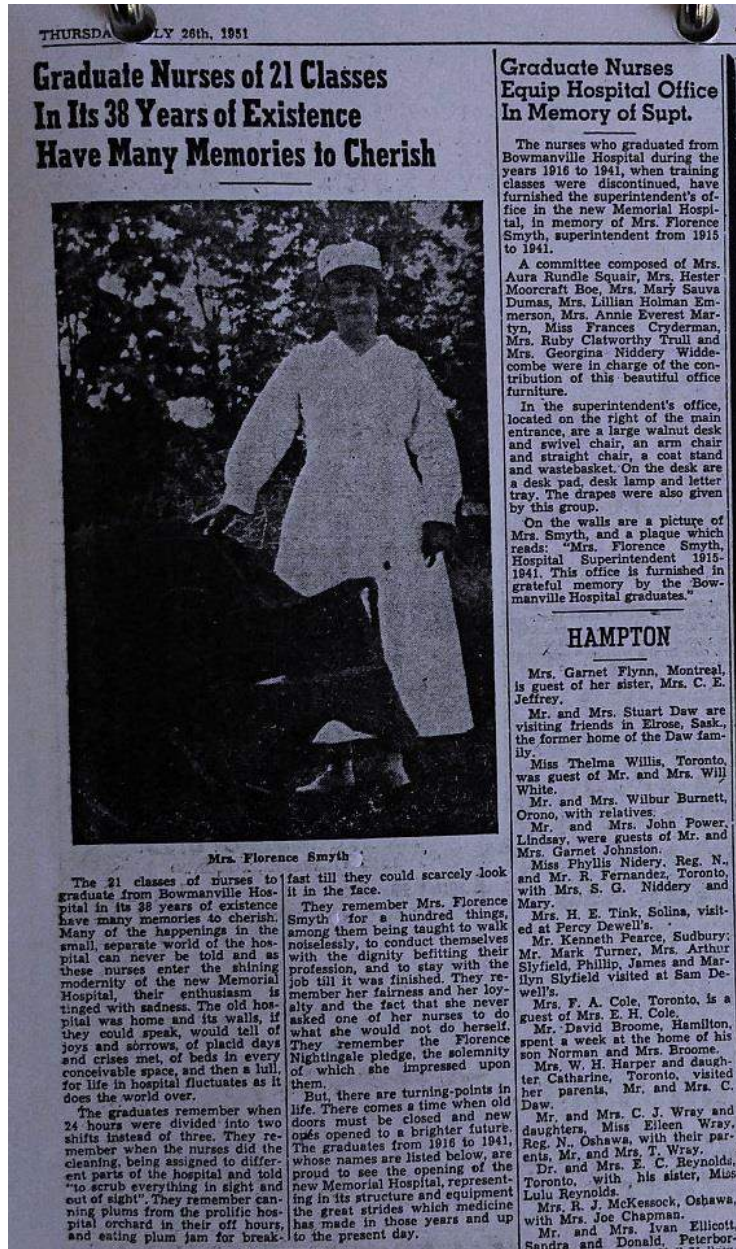 THURSDA LY 26th, 1951
Graduate Nurses of 21 Classes
In Its 38 Years of Existence
Have Many Memories to Cherish
Mrs. Florence Smyth
The 21 classes of nurses to
graduate from Bowmanville Hos-
pital in its 38 years of existence
have many memories to cherish.
Many of the happenings in the
small, separate world of the hos-
pital can never be told and as
these nurses enter the shining
modernity of the new Memorial
Hospital, their enthusiasm is
tinged with sadness. The old hos-
pital was home and its walls, if
they could speak, would tell of
joys and sorrows, of placid days
and crises met, of beds in every
conceivable space, and then a lull,
for life in hospital fluctuates as it
does the world over.
The graduates remember when
24 hours were divided into two
shifts instead of three. They re-
member when the nurses did the
cleaning, being assigned to differ-
ent parts of the hospital and told
"to scrub everything in sight and
out of sight". They remember can-
ning plums from the prolific hos-
pital orchard in their off hours,
and eating plum jam for break-
fast till they could scarcely look
it in the face.
They remember Mrs. Florence
Smyth for a hundred things,
among them being taught to walk
noiselessly, to conduct themselves
with the dignity befitting their
profession, and to stay with the
job till it was finished. They re-
member her fairness and her loy-
alty and the fact that she never
asked one of her nurses to do
what she would not do herself.
They remember the Florence
Nightingale pledge, the solemnity
of which she impressed upon
them.
But, there are turning-points in
life. There comes a time when old
doors must be closed and new
ones opened to a brighter future.
The graduates from 1916 to 1941,
whose names are listed below, are
proud to see the opening of the
new Memorial Hospital, represent-
ing in its structure and equipment
the great strides which medicine
has made in those years and up
to the present day.
Graduate Nurses
Equip Hospital Office
In Memory of Supt.
The nurses who graduated from
Bowmanville Hospital during the
years 1916 to 1941, when training
classes were discontinued, have
furnished the superintendent's of-
fice in the new Memorial Hospi-
tal, in memory of Mrs. Florence
Smyth, superintendent from 1915
to 1941.
A committee composed of Mrs.
Aura Rundle Squair, Mrs. Hester
Moorcraft Boe, Mrs. Mary Sauva
Dumas, Mrs. Lillian Holman Em-
merson, Mrs. Annie Everest Mar-
tyn, Miss Frances Cryderman,
Mrs. Ruby Clatworthy Trull and
Mrs. Georgina Niddery Widde-
combe were in charge of the con-
tribution of this beautiful office
furniture.
In the superintendent's office,
located on the right of the main
entrance, are a large walnut desk
and swivel chair, an arm chair
and straight chair, a coat stand
and wastebasket. On the desk are
a desk pad, desk lamp and letter
tray. The drapes were also given
by this group.
On the walls are a picture of
Mrs. Smyth, and a plaque which
reads: "Mrs. Florence Smyth,
Hospital Superintendent 1915-
1941. This office is furnished in
grateful memory by the Bow-
manville Hospital graduates."
HAMPTON
Mrs. Garnet Flynn, Montreal,
is guest of her sister, Mrs. C. E.
Jeffrey.
Mr. and Mrs. Stuart Daw are
visiting friends in Elrose, Sask.,
the former home of the Daw fam-
ily.
Miss Thelma Willis, Toronto,
was guest of Mr. and Mrs. Will
White.
Mr. and Mrs. Wilbur Burnett,
Orono, with relatives.
Mr. and Mrs. John Power,
Lindsay, were guests of Mr. and
Mrs. Garnet Johnston.
Miss Phyllis Nidery, Reg. N.,
and Mr. R. Fernandez, Toronto,
with Mrs. S. G. Niddery and
Mary.
Mrs. H. E. Tink, Solina, visit-
ed at Percy Dewell's.
Mr. Kenneth Pearce, Sudbury;
Mr. Mark Turner, Mrs. Arthur
Slyfield, Phillip, James and Mar-
ilyn Slyfield visited at Sam De-
well's.
Mrs. F. A. Cole, Toronto, is a
guest of Mrs. E. H. Cole.
Mr. David Broome, Hamilton,
spent a week at the home of his
son Norman and Mrs. Broome.
Mrs. W. H. Harper and daugh-
ter Catharine, Toronto, visited
her parents, Mr. and Mrs. C.
Daw.
Mr. and Mrs. C. J. Wray and
daughters, Miss Eileen Wray,
Reg. N., Oshawa, with their par-
ents, Mr. and Mrs. T. Wray.
Dr. and Mrs. E. C. Reynolds,
Toronto, with his sister, Miss
Lulu Reynolds.
Mrs. R. J. McKessock, Oshawa,
with Mrs. Joe Chapman.
Mr. and Mrs. Ivan Ellicott,
Sandra and Donald, Peterbor-